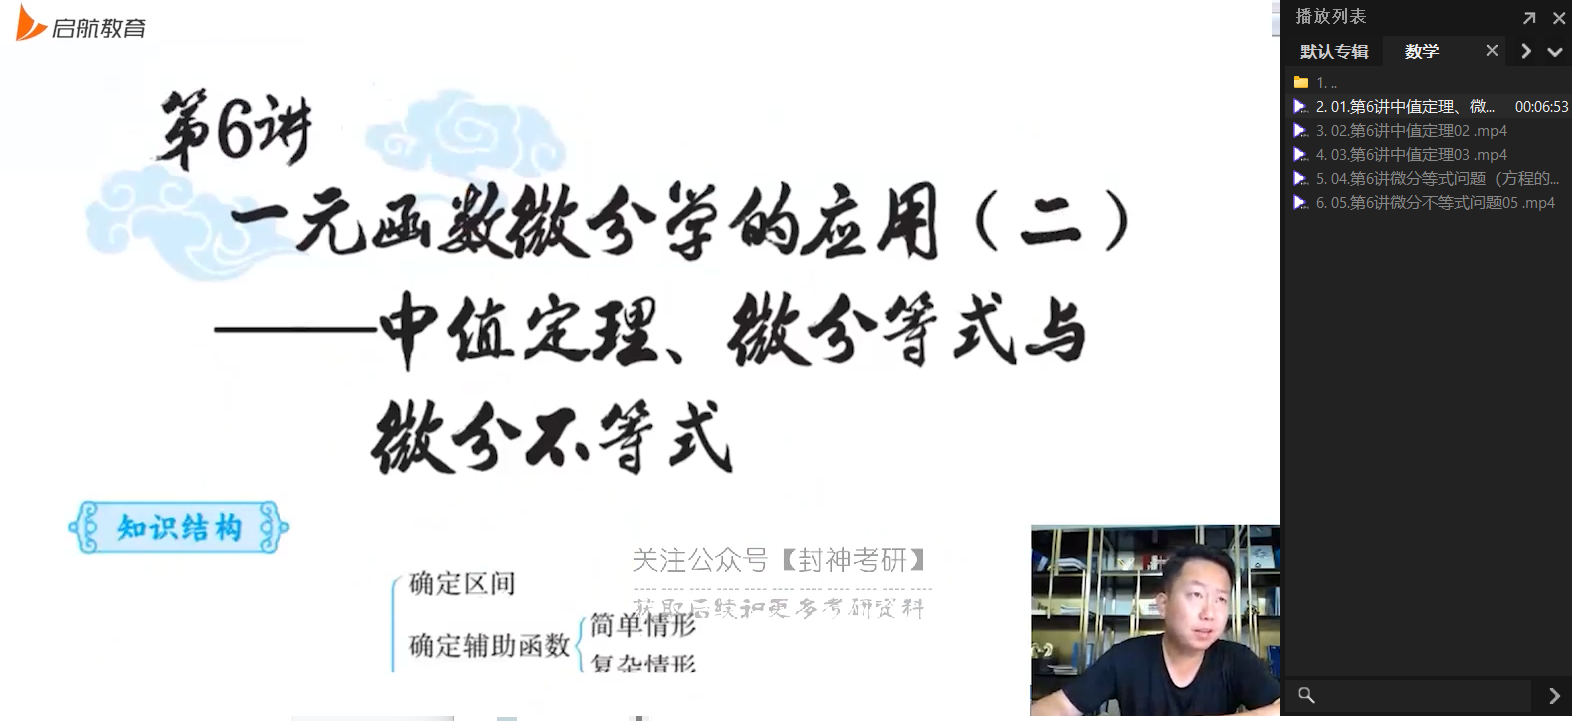 启航教育
第6讲
一元函数微分学的应用（二）
——中值定理、微分等式与
微分不等式
知识结构
关注公众号【封神考研】
获取后续和更多考研资料
确定区间
确定辅助函数
简单情形
复杂情形
播放列表
默认专辑 数学
1. ..
2. 01.第6讲中值定理、微... 00:06:53
3. 02.第6讲中值定理02 .mp4
4. 03.第6讲中值定理03 .mp4
5. 04.第6讲微分等式问题（方程的...
6. 05.第6讲微分不等式问题05 .mp4